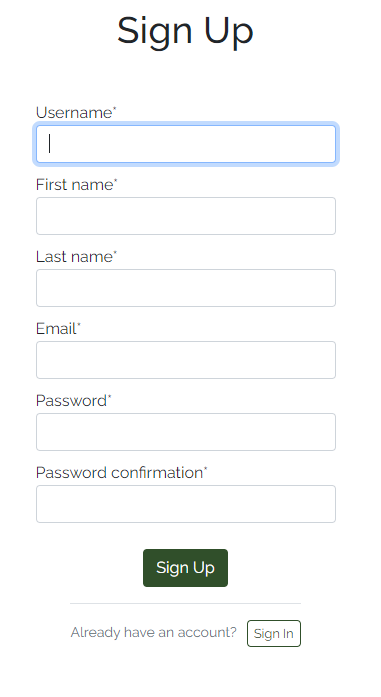 Sign Up
Username*
First name*
Last name*
Email*
Password*
Password confirmation*
Sign Up
Already have an account? Sign In